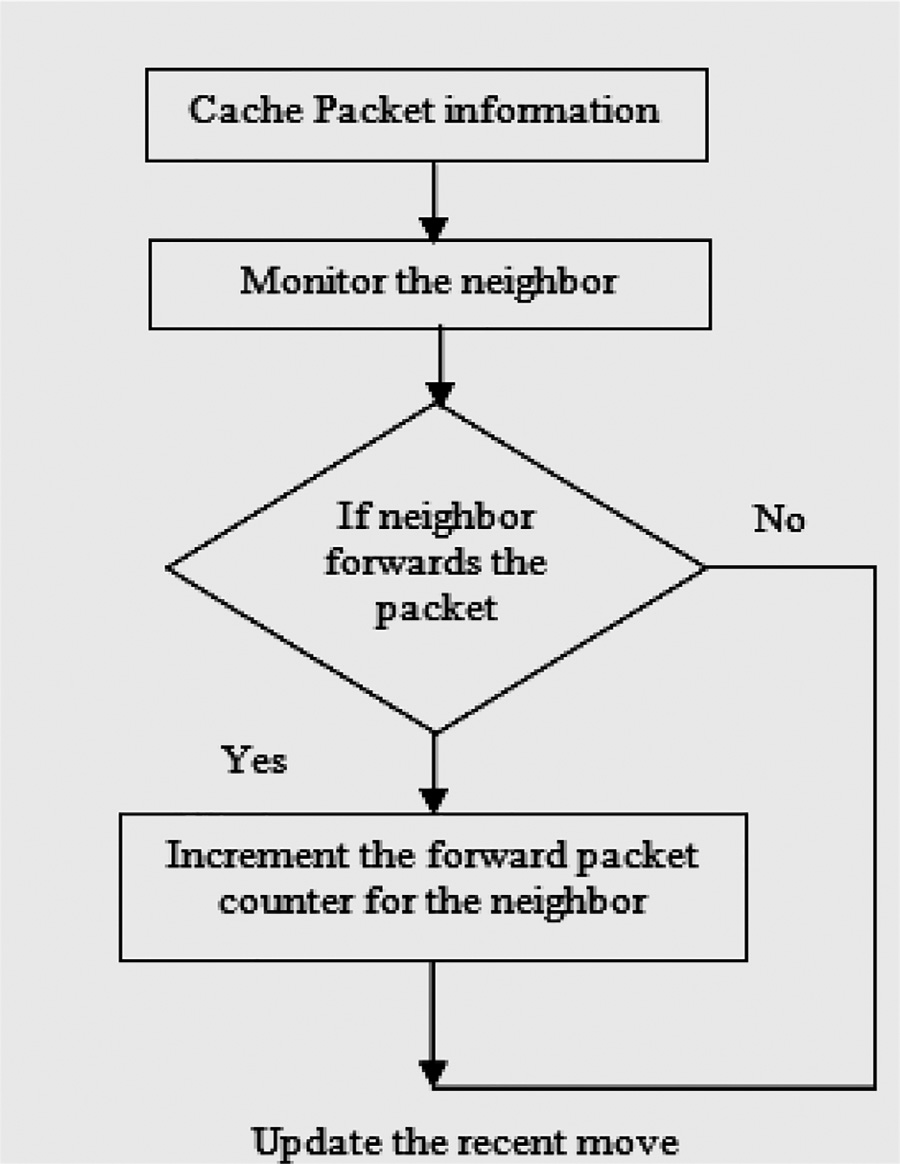 Cache Packet information
Monitor the neighbor
If neighbor
forwards the
packet
No
Yes
Increment the forward packet
counter for the neighbor
Update the recent move